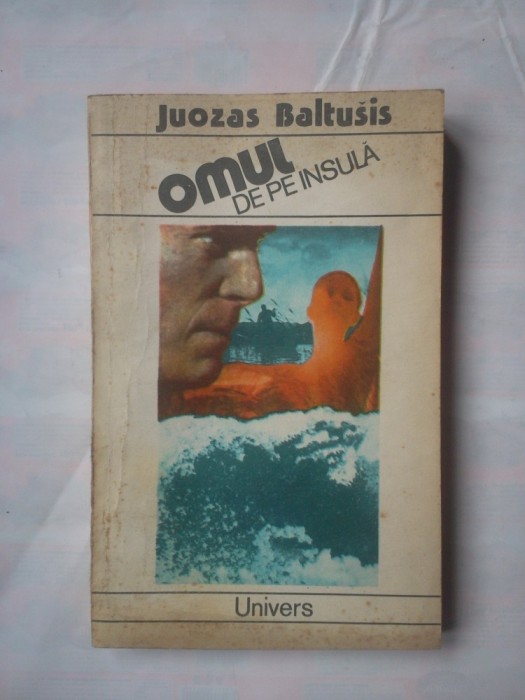 Juozas Baltušis
OMUL
DE PE INSULĂ
Univers